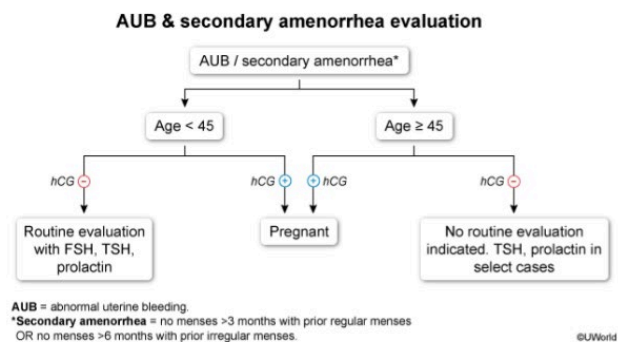 AUB & secondary amenorrhea evaluation
AUB / secondary amenorrhea*
Age < 45
Age ≥ 45
hCG −
hCG +
+ hCG
hCG −
Routine evaluation
with FSH, TSH,
prolactin
Pregnant
No routine evaluation
indicated. TSH, prolactin in
select cases
AUB = abnormal uterine bleeding.
*Secondary amenorrhea = no menses >3 months with prior regular menses
OR no menses >6 months with prior irregular menses.
©UWorld